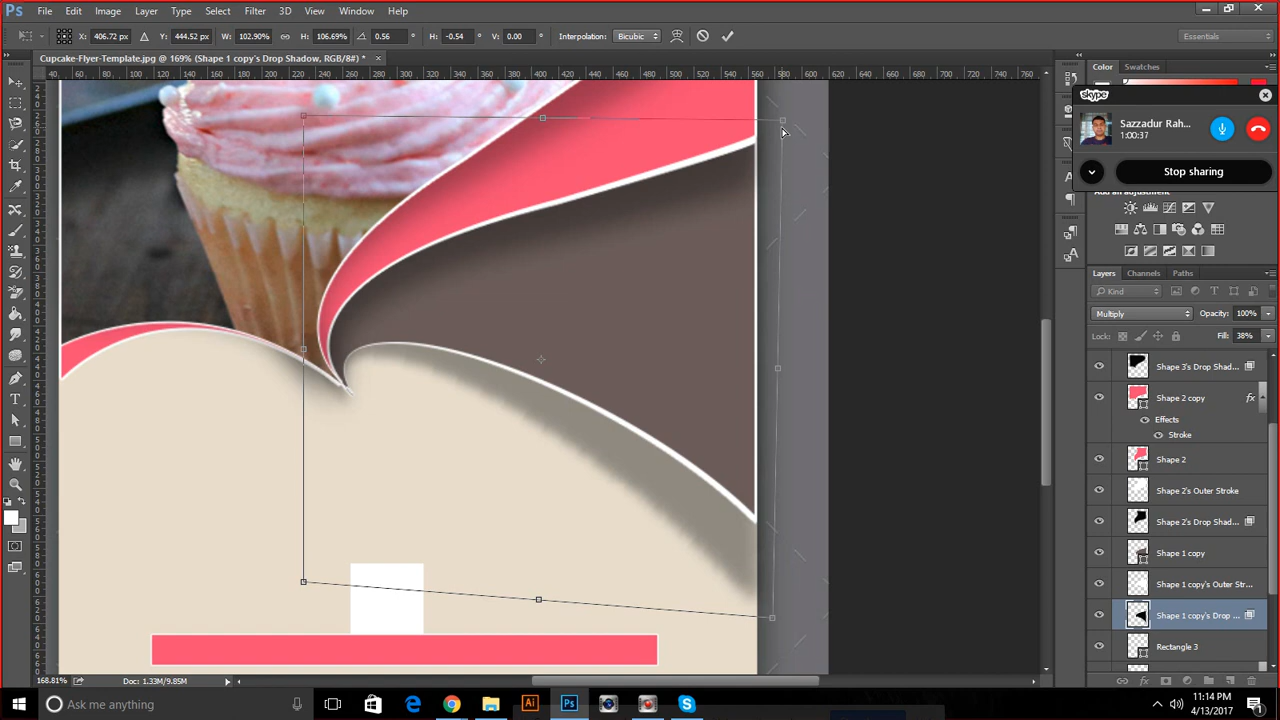 Ps File Edit Image Layer Type Select Filter 3D View Window Help
X: 406.72 px Y: 444.52 px W: 102.90% H: 106.69% 0.56 ° H: -0.54 ° V: 0.00 ° Interpolation: Bicubic Essentials
Cupcake-Flyer-Template.jpg @ 169% (Shape 1 copy's Drop Shadow, RGB/8#) * ×
Color Swatches
skype
Sazzadur Rah...
1:00:37
Stop sharing
Add an adjustment
Layers Channels Paths
Kind
Multiply Opacity: 100%
Lock: Fill: 38%
Shape 3's Drop Shad...
Shape 2 copy fx
Effects
Stroke
Shape 2
Shape 2's Outer Stroke
Shape 2's Drop Shad...
Shape 1 copy
Shape 1 copy's Outer Str...
Shape 1 copy's Drop ...
Rectangle 3
168.81% Doc: 1.33M/9.85M
Ask me anything
11:14 PM
4/13/2017